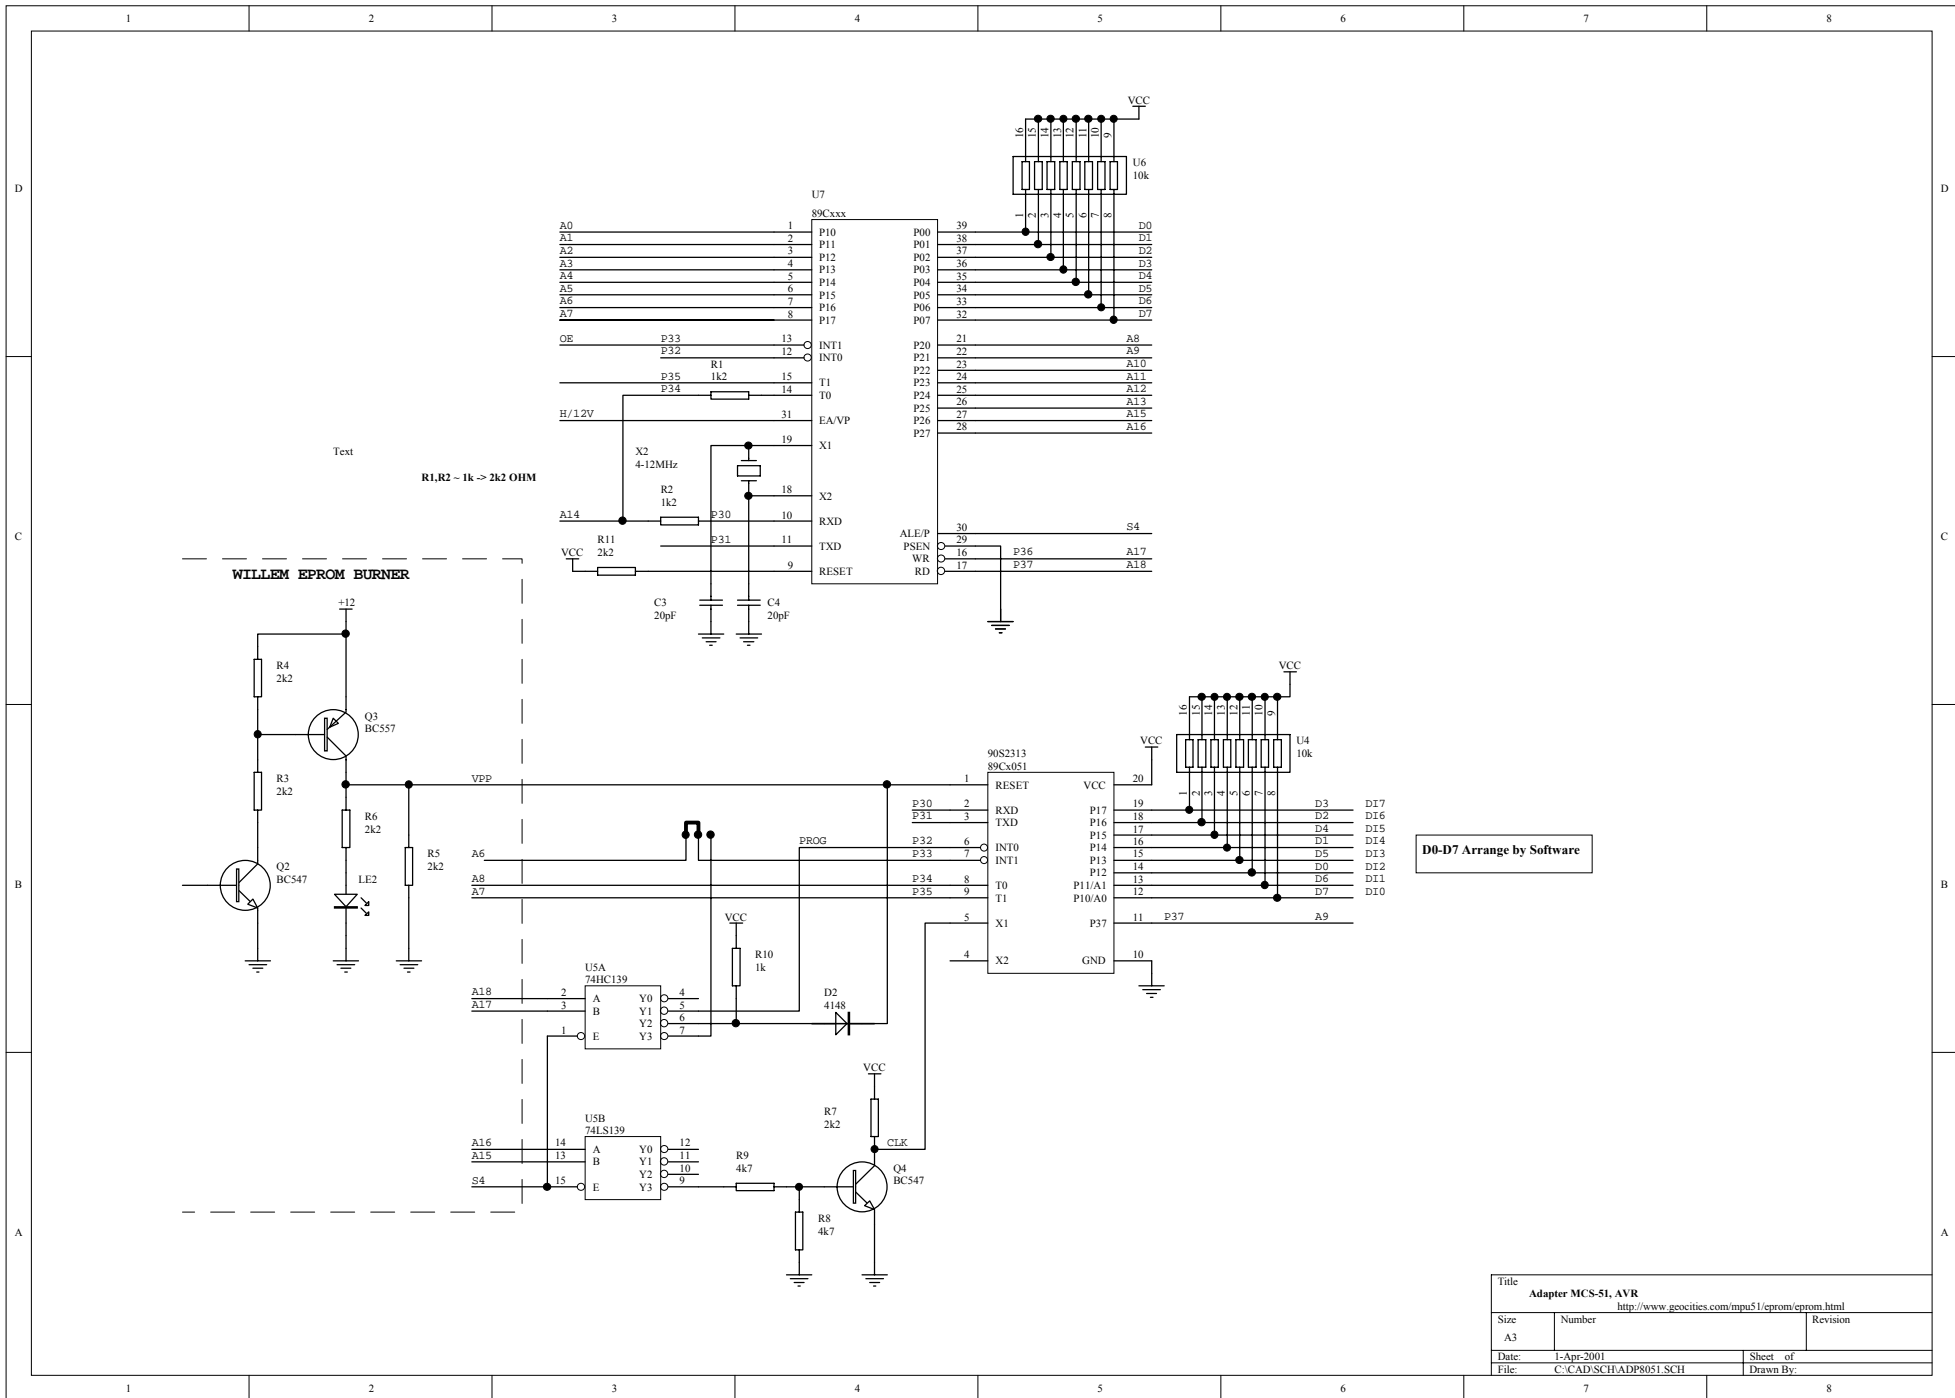 1 2 3 4 5 6 7 8
D
C
B
A
D
C
B
A
VCC
16 15 14 13 12 11 10 9
U6
10k
1 2 3 4 5 6 7 8
U7
89Cxxx
A0 1 P10 P00 39 D0
A1 2 P11 P01 38 D1
A2 3 P12 P02 37 D2
A3 4 P13 P03 36 D3
A4 5 P14 P04 35 D4
A5 6 P15 P05 34 D5
A6 7 P16 P06 33 D6
A7 8 P17 P07 32 D7
OE P33 13 INT1 P20 21 A8
P32 12 INT0 P21 22 A9
P22 23 A10
R1
1k2
P35 15 T1 P23 24 A11
P34 14 T0 P24 25 A12
P25 26 A13
H/12V 31 EA/VP P26 27 A15
P27 28 A16
19 X1
Text
X2
4-12MHz
R1,R2 ~ 1k -> 2k2 OHM
R2
1k2
18 X2
A14 P30 10 RXD
ALE/P 30 S4
R11
2k2
P31 11 TXD PSEN 29
WR 16 P36 A17
VCC 9 RESET RD 17 P37 A18
C3
20pF
C4
20pF
WILLEM EPROM BURNER
+12
R4
2k2
Q3
BC557
R3
2k2
R6
2k2
R5
2k2
Q2
BC547
LE2
VCC
16 15 14 13 12 11 10 9
U4
10k
1 2 3 4 5 6 7 8
VCC
90S2313
89Cx051
VPP 1 RESET VCC 20
P30 2 RXD P17 19 D3 DI7
P31 3 TXD P16 18 D2 DI6
P15 17 D4 DI5
PROG P32 6 INT0 P14 16 D1 DI4
A6 P33 7 INT1 P13 15 D5 DI3
P12 14 D0 DI2
A8 P34 8 T0 P11/A1 13 D6 DI1
A7 P35 9 T1 P10/A0 12 D7 DI0
5 X1 P37 11 P37 A9
4 X2 GND 10
D0-D7 Arrange by Software
VCC
R10
1k
U5A
74HC139
A18 2 A Y0 4
A17 3 B Y1 5
Y2 6
1 E Y3 7
D2
4148
VCC
R7
2k2
CLK
U5B
74LS139
A16 14 A Y0 12
A15 13 B Y1 11
Y2 10
S4 15 E Y3 9
R9
4k7
Q4
BC547
R8
4k7
Title
Adapter MCS-51, AVR
http://www.geocities.com/mpu51/eprom/eprom.html
Size Number Revision
A3
Date: 1-Apr-2001 Sheet of
File: C:\CAD\SCH\ADP8051.SCH Drawn By:
1 2 3 4 5 6 7 8